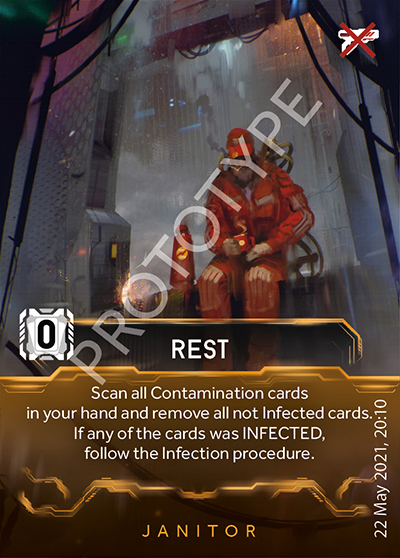 PROTOTYPE
0
REST
Scan all Contamination cards
in your hand and remove all not Infected cards.
If any of the cards was INFECTED,
follow the Infection procedure.
JANITOR
22 May 2021, 20:10